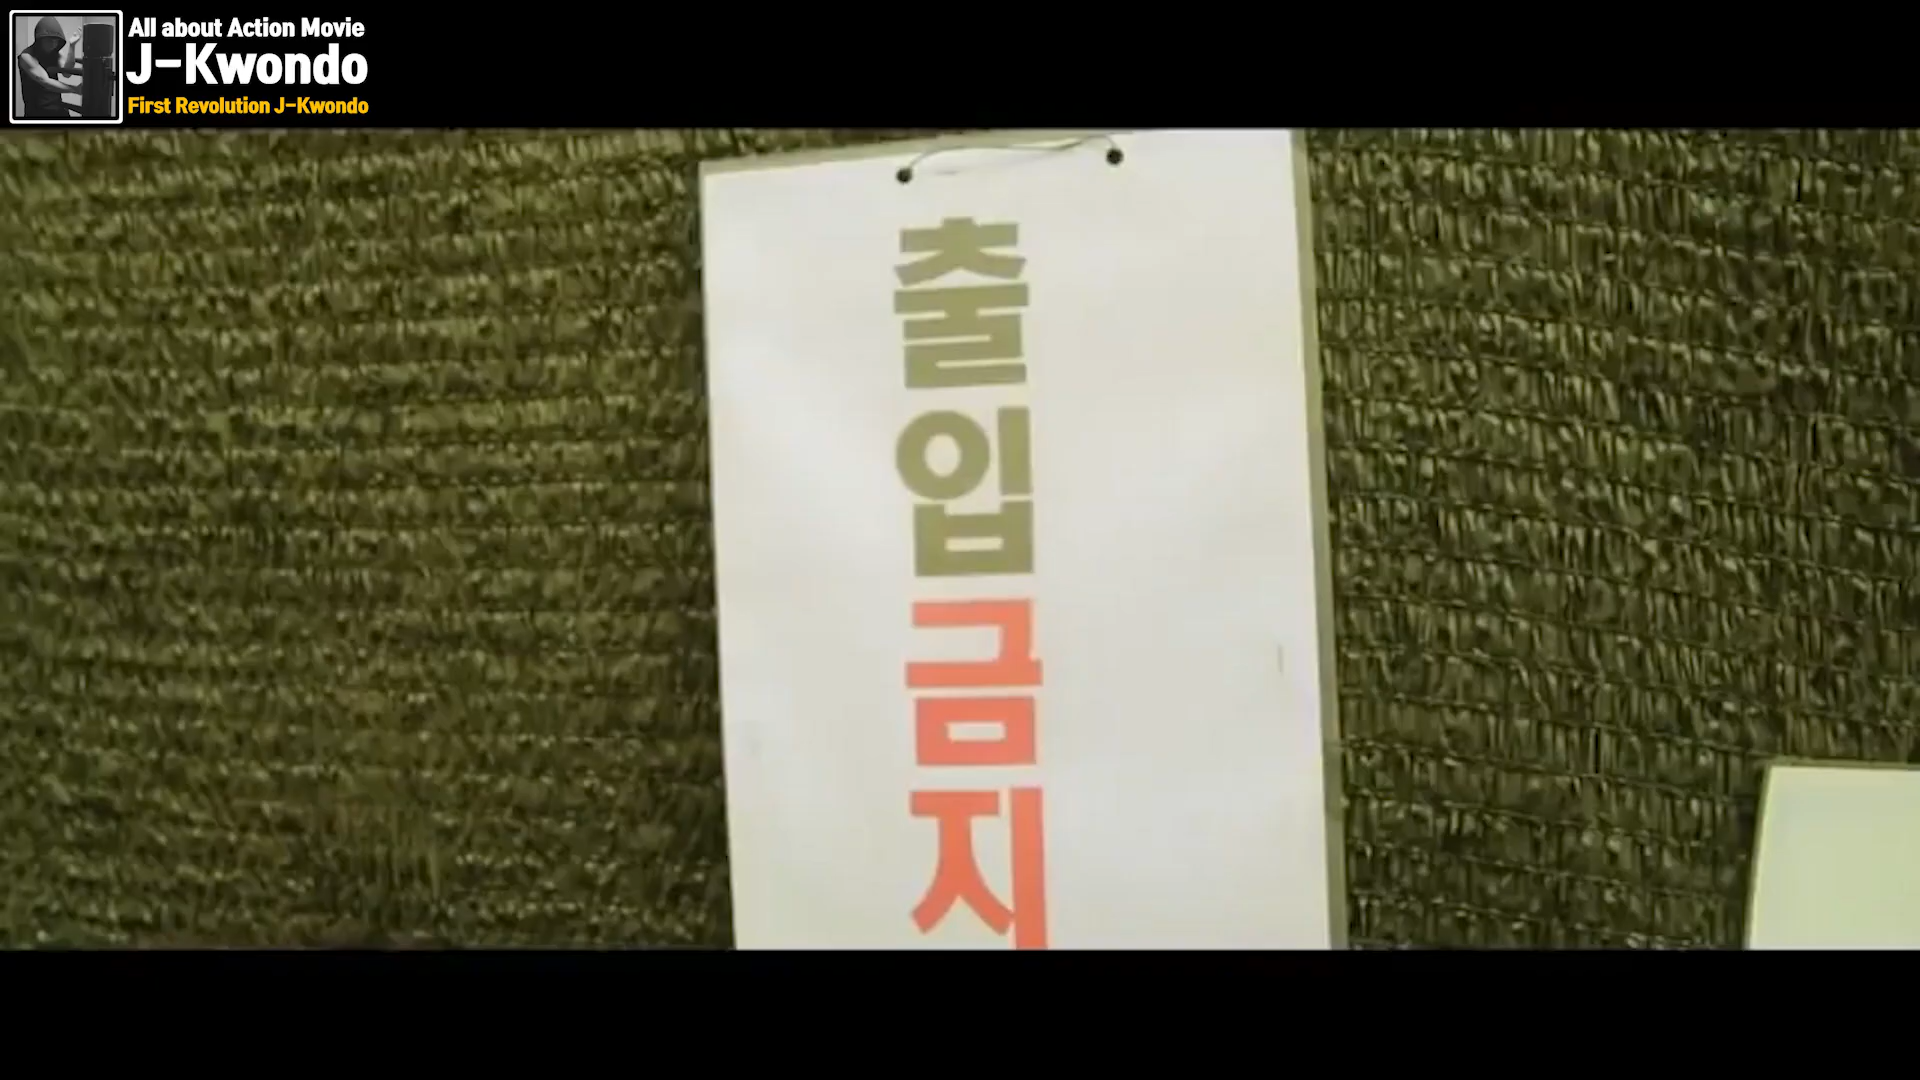 All about Action Movie
J-Kwondo
First Revolution J-Kwondo
출입금지